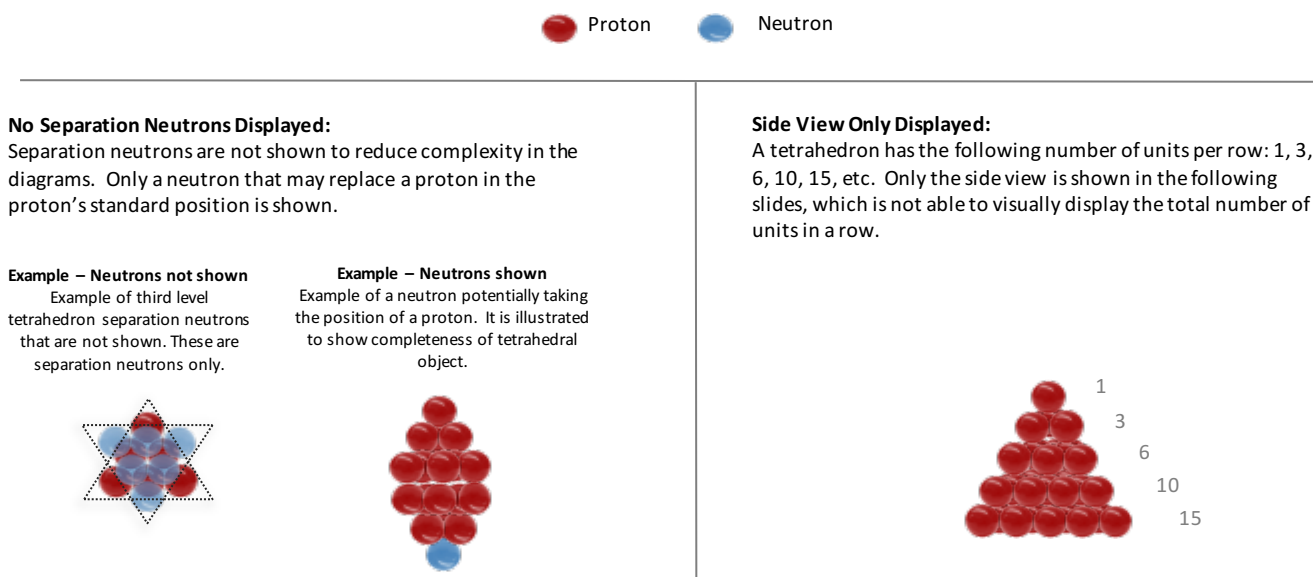 Proton
Neutron
No Separation Neutrons Displayed:
Separation neutrons are not shown to reduce complexity in the
diagrams.  Only a neutron that may replace a proton in the
proton's standard position is shown.
Example – Neutrons not shown
Example of third level
tetrahedron separation neutrons
that are not shown. These are
separation neutrons only.
Example – Neutrons shown
Example of a neutron potentially taking
the position of a proton.  It is illustrated
to show completeness of tetrahedral
object.
Side View Only Displayed:
A tetrahedron has the following number of units per row: 1, 3,
6, 10, 15, etc.  Only the side view is shown in the following
slides, which is not able to visually display the total number of
units in a row.
1
3
6
10
15